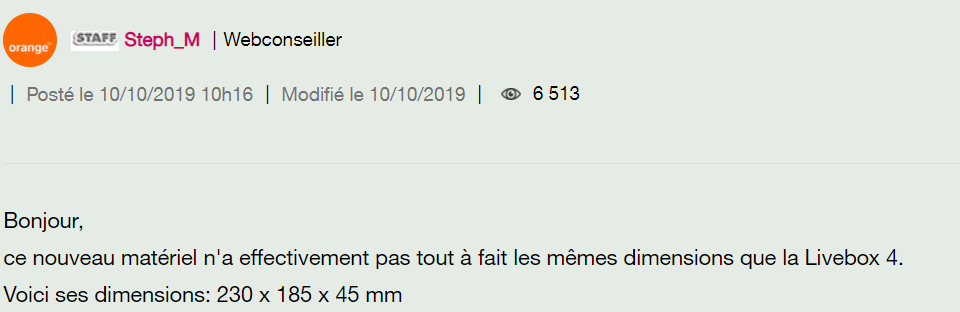 orange™
STAFF Steph_M | Webconseiller
| Posté le 10/10/2019 10h16 | Modifié le 10/10/2019 | 6 513
Bonjour,
ce nouveau matériel n'a effectivement pas tout à fait les mêmes dimensions que la Livebox 4.
Voici ses dimensions: 230 x 185 x 45 mm